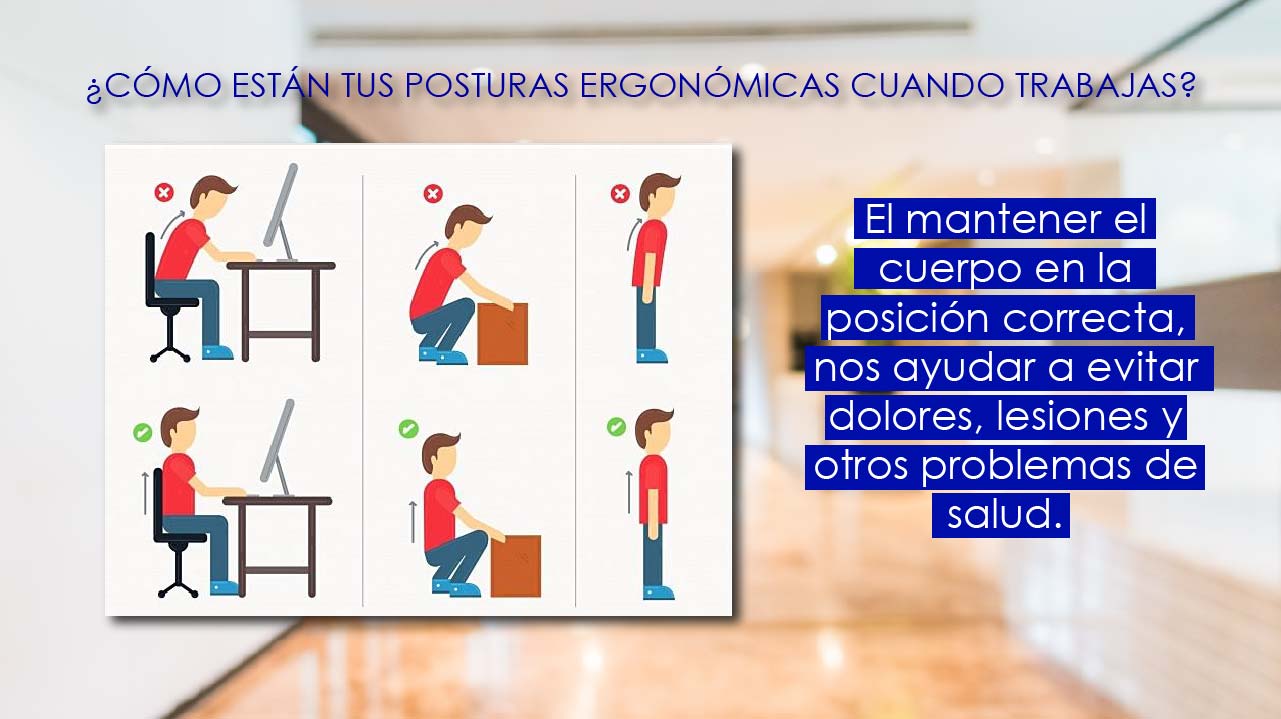 ¿CÓMO ESTÁN TUS POSTURAS ERGONÓMICAS CUANDO TRABAJAS?
El mantener el
cuerpo en la
posición correcta,
nos ayudar a evitar
dolores, lesiones y
otros problemas de
salud.